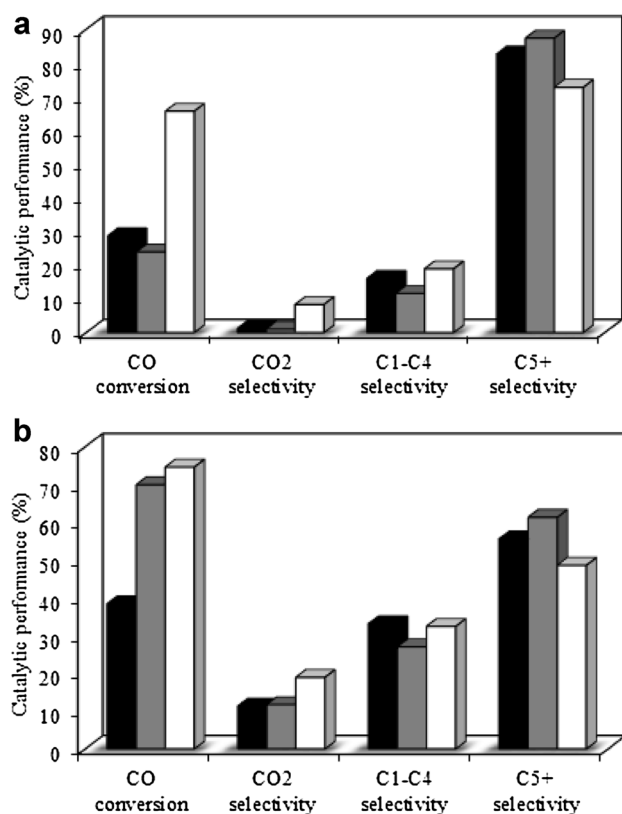 a
Catalytic performance (%)
90
80
70
60
50
40
30
20
10
0
CO
conversion
CO2
selectivity
C1-C4
selectivity
C5+
selectivity
b
Catalytic performance (%)
80
70
60
50
40
30
20
10
0
CO
conversion
CO2
selectivity
C1-C4
selectivity
C5+
selectivity